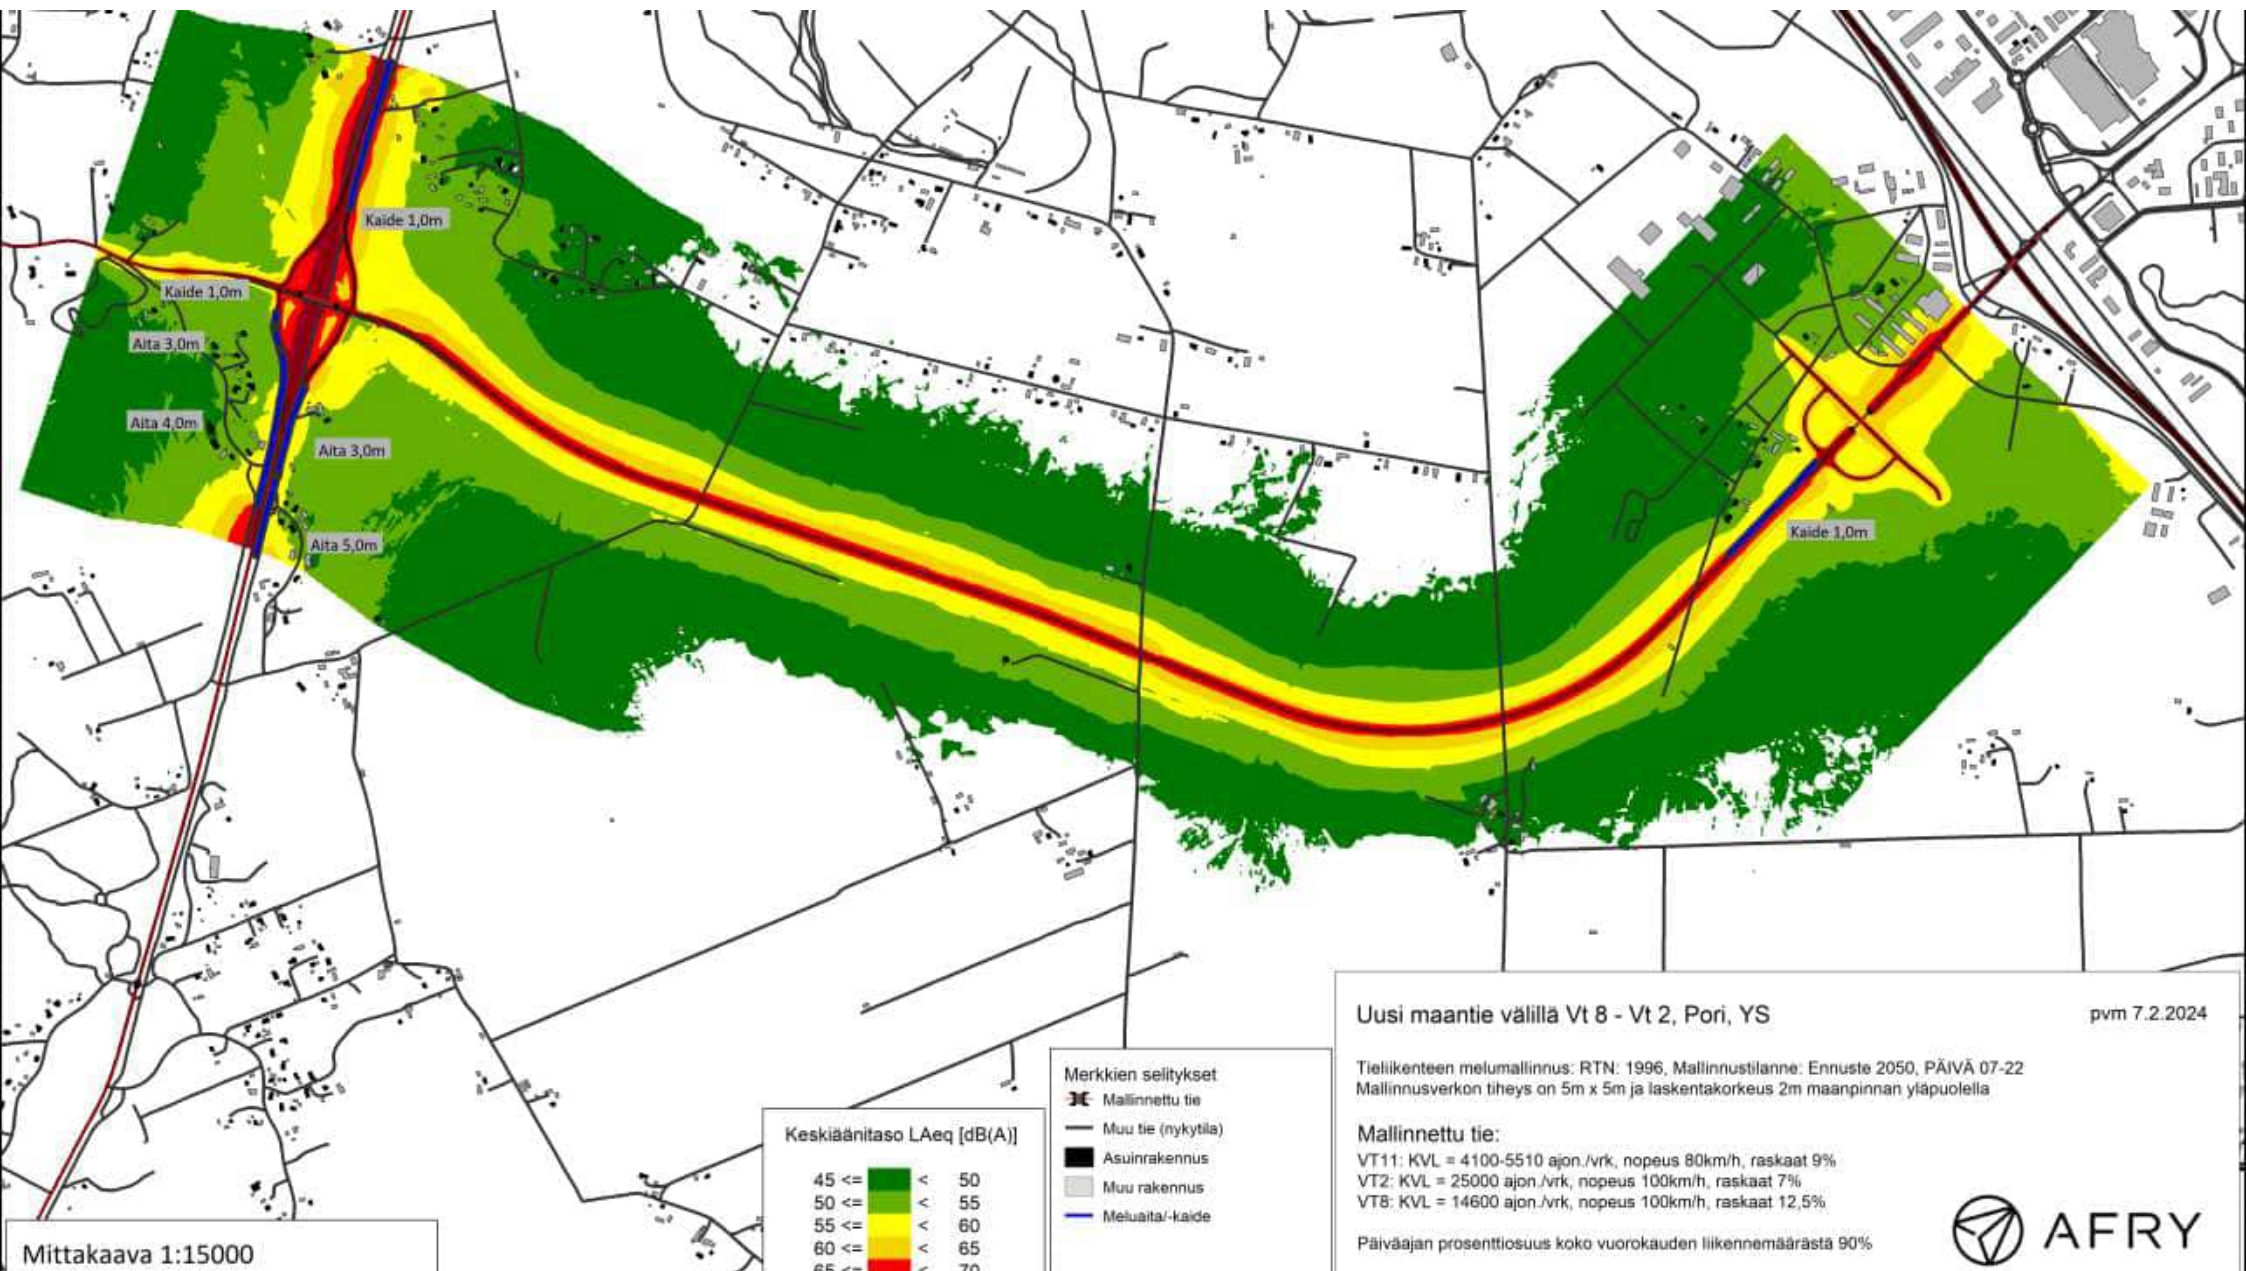 Kaide 1,0m
Kaide 1,0m
Aita 3,0m
Aita 4,0m
Aita 3,0m
Aita 5,0m
Kaide 1,0m
Uusi maantie välillä Vt 8 - Vt 2, Pori, YS
pvm 7.2.2024
Tieliikenteen melumallinnus: RTN: 1996, Mallinnustilanne: Ennuste 2050, PÄIVÄ 07-22
Mallinnusverkon tiheys on 5m x 5m ja laskentakorkeus 2m maanpinnan yläpuolella
Mallinnettu tie:
VT11: KVL = 4100-5510 ajon./vrk, nopeus 80km/h, raskaat 9%
VT2: KVL = 25000 ajon./vrk, nopeus 100km/h, raskaat 7%
VT8: KVL = 14600 ajon./vrk, nopeus 100km/h, raskaat 12,5%
Päiväajan prosenttiosuus koko vuorokauden liikennemäärästä 90%
AFRY
Merkkien selitykset
Mallinnettu tie
Muu tie (nykytila)
Asuinrakennus
Muu rakennus
Meluaita/-kaide
Keskiäänitaso LAeq [dB(A)]
45 <= < 50
50 <= < 55
55 <= < 60
60 <= < 65
65 <= < 70
Mittakaava 1:15000